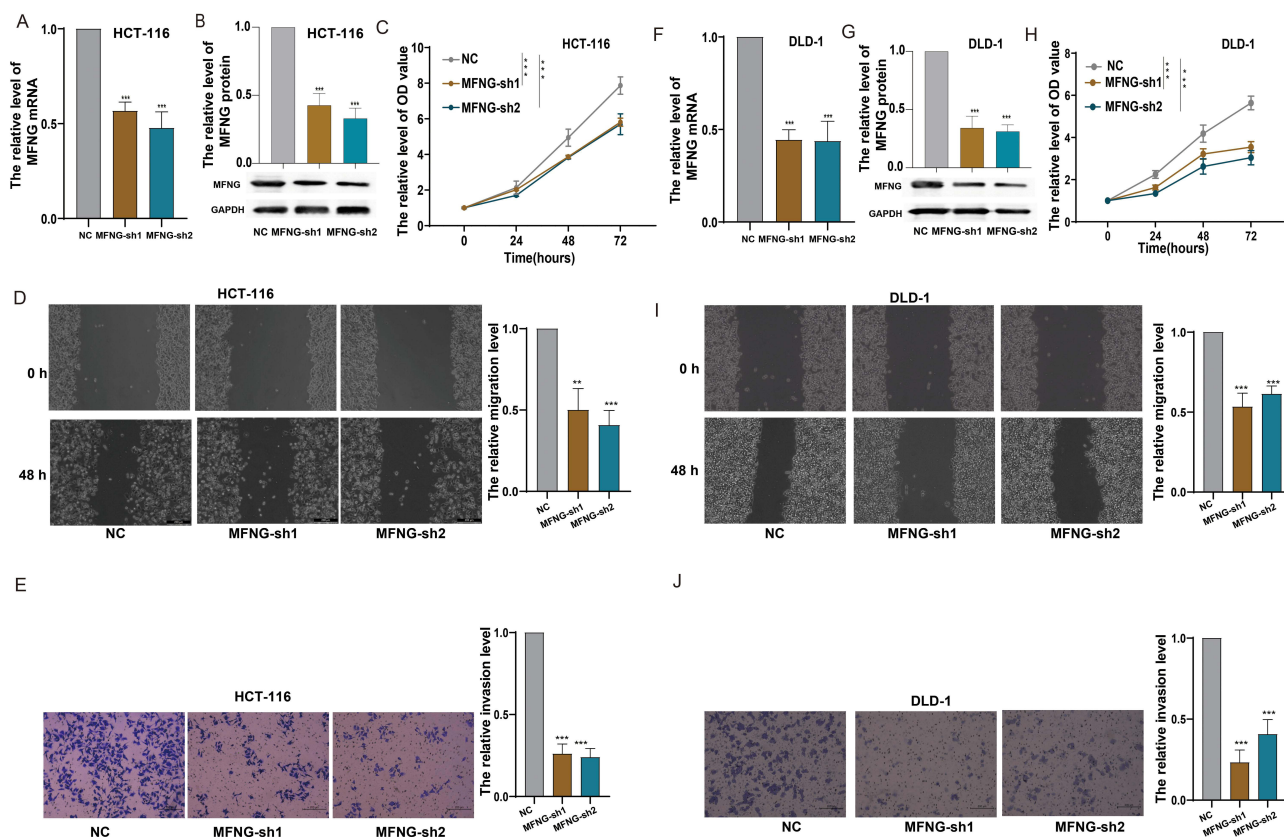 A
HCT-116
The relative level of
MFNG mRNA
1.0
0.5
0.0
NC
MFNG-sh1
MFNG-sh2
***
***
B
HCT-116
The relative level of
MFNG protein
1.0
0.5
0.0
***
***
MFNG
GAPDH
NC MFNG-sh1 MFNG-sh2
C
HCT-116
The relative level of OD value
10
8
6
4
2
0
0
24
48
72
Time(hours)
NC
MFNG-sh1
MFNG-sh2
***
***
F
DLD-1
The relative level of
MFNG mRNA
1.0
0.5
0.0
***
***
NC
MFNG-sh1
MFNG-sh2
G
DLD-1
The relative level of
MFNG protein
1.0
0.5
0.0
***
***
MFNG
GAPDH
NC MFNG-sh1 MFNG-sh2
H
DLD-1
The relative level of OD value
8
6
4
2
0
0
24
48
72
Time(hours)
NC
MFNG-sh1
MFNG-sh2
***
***
D
HCT-116
0 h
48 h
NC
MFNG-sh1
MFNG-sh2
The relative migration level
1.0
0.5
0.0
**
***
NC
MFNG-sh1
MFNG-sh2
I
DLD-1
0 h
48 h
NC
MFNG-sh1
MFNG-sh2
The relative migration level
1.0
0.5
0.0
***
***
NC
MFNG-sh1
MFNG-sh2
E
HCT-116
NC
MFNG-sh1
MFNG-sh2
The relative invasion level
1.0
0.5
0.0
***
***
NC
MFNG-sh1
MFNG-sh2
J
DLD-1
NC
MFNG-sh1
MFNG-sh2
The relative invasion level
1.0
0.5
0.0
***
***
NC
MFNG-sh1
MFNG-sh2